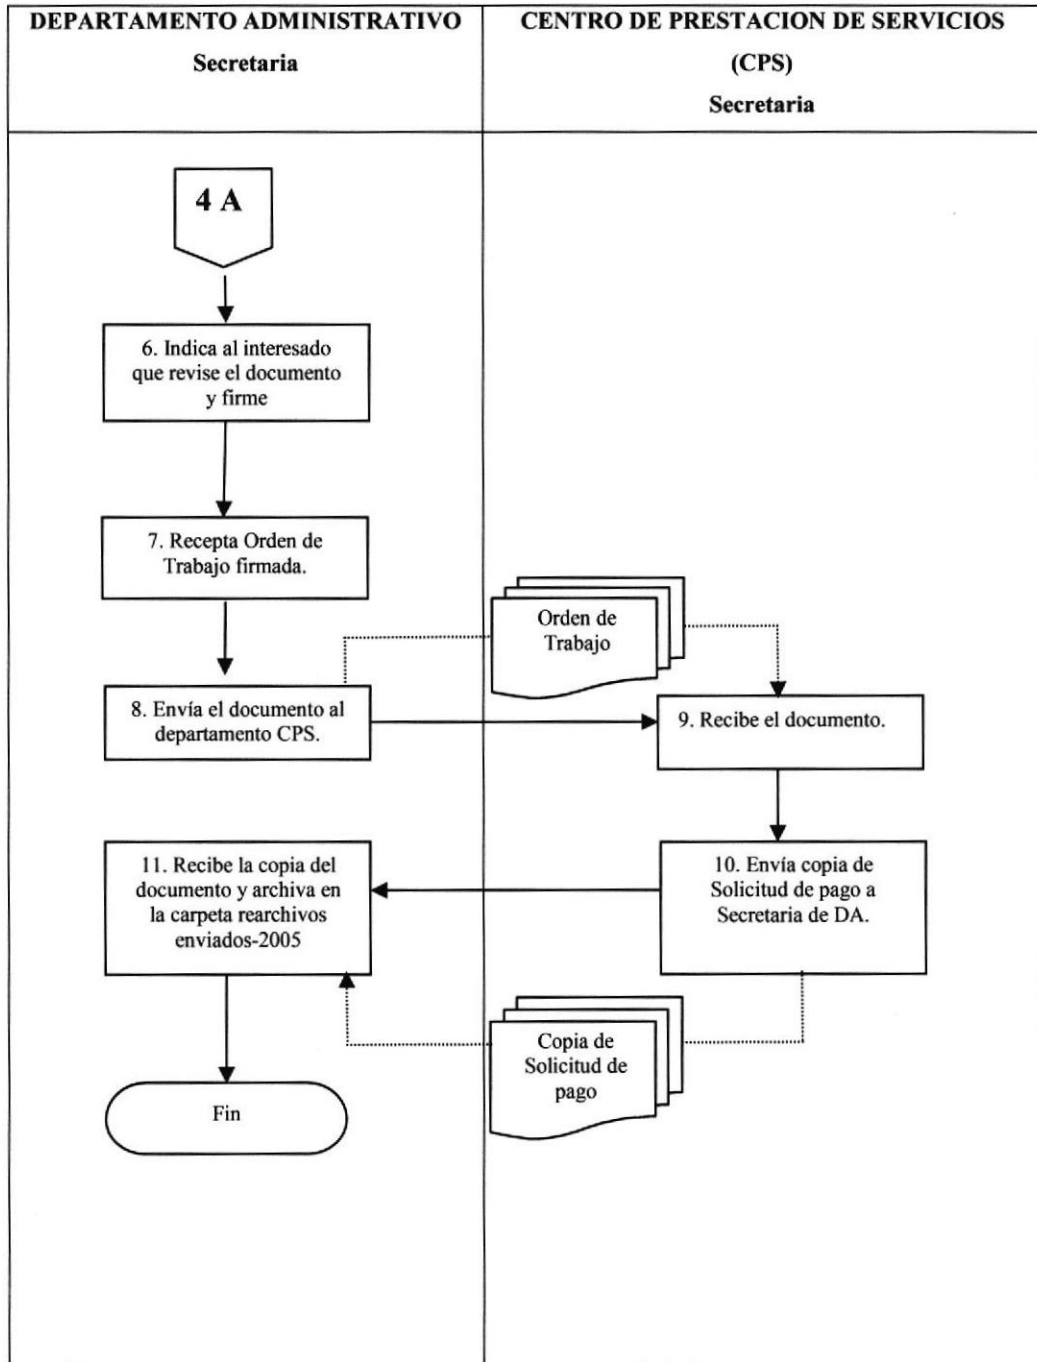 DEPARTAMENTO ADMINISTRATIVO
Secretaria
CENTRO DE PRESTACION DE SERVICIOS
(CPS)
Secretaria
4 A
6. Indica al interesado
que revise el documento
y firme
7. Recepta Orden de
Trabajo firmada.
Orden de
Trabajo
8. Envía el documento al
departamento CPS.
9. Recibe el documento.
10. Envía copia de
Solicitud de pago a
Secretaria de DA.
11. Recibe la copia del
documento y archiva en
la carpeta rearchivos
enviados-2005
Copia de
Solicitud de
pago
Fin